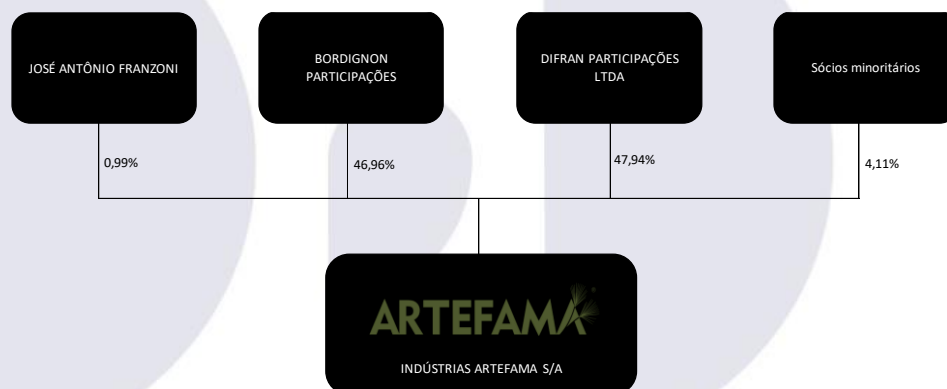 JOSÉ ANTÔNIO FRANZONI
BORDIGNON
PARTICIPAÇÕES
DIFRAN PARTICIPAÇÕES
LTDA
Sócios minoritários
0,99%
46,96%
47,94%
4,11%
ARTEFAMA
INDÚSTRIAS ARTEFAMA S/A